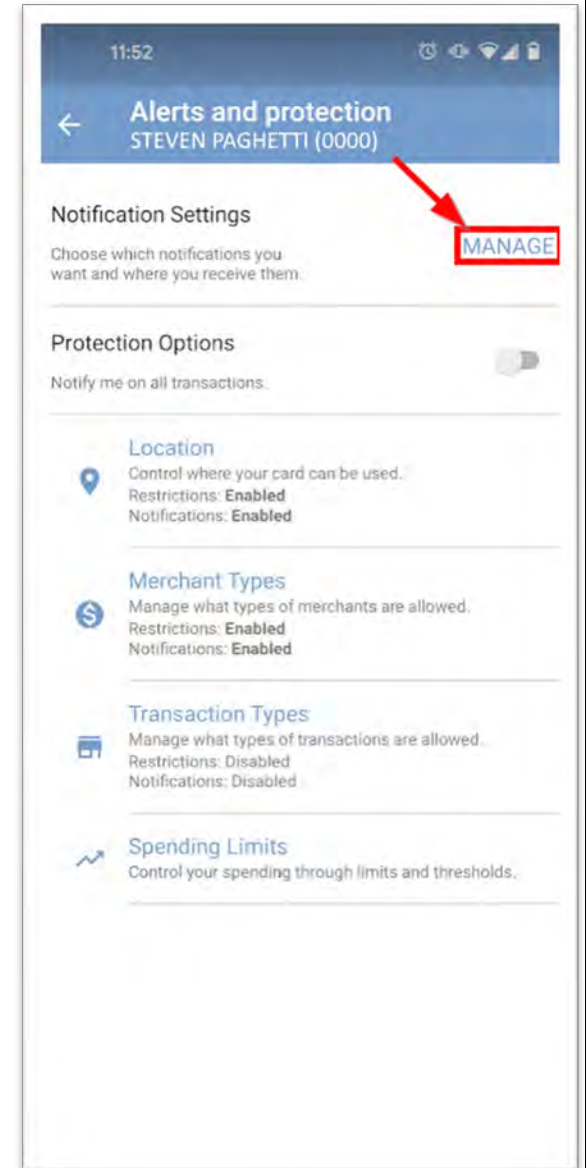 11:52
Alerts and protection
STEVEN PAGHETTI (0000)
Notification Settings
MANAGE
Choose which notifications you
want and where you receive them.
Protection Options
Notify me on all transactions.
Location
Control where your card can be used.
Restrictions: Enabled
Notifications: Enabled
Merchant Types
Manage what types of merchants are allowed.
Restrictions: Enabled
Notifications: Enabled
Transaction Types
Manage what types of transactions are allowed.
Restrictions: Disabled
Notifications: Disabled
Spending Limits
Control your spending through limits and thresholds.